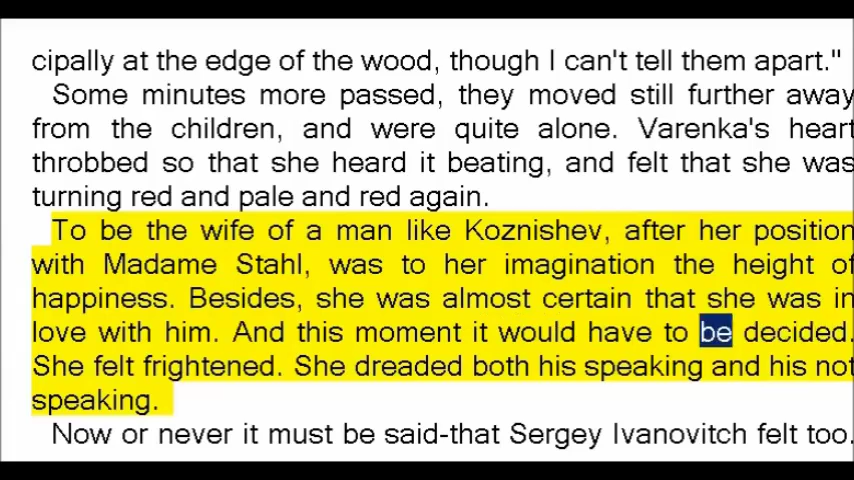 cipally at the edge of the wood, though I can't tell them apart."
Some minutes more passed, they moved still further away
from the children, and were quite alone. Varenka's heart
throbbed so that she heard it beating, and felt that she was
turning red and pale and red again.
To be the wife of a man like Koznishev, after her position
with Madame Stahl, was to her imagination the height of
happiness. Besides, she was almost certain that she was in
love with him. And this moment it would have to be decided.
She felt frightened. She dreaded both his speaking and his not
speaking.
Now or never it must be said-that Sergey Ivanovitch felt too.